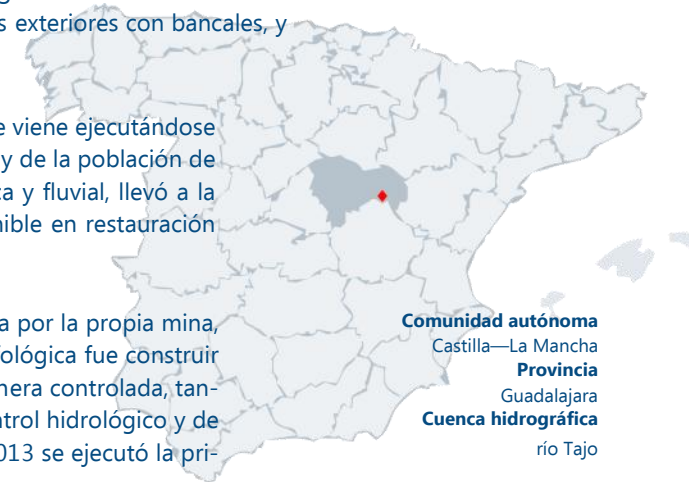 s exteriores con bancales, y
e viene ejecutándose
y de la población de
ca y fluvial, llevó a la
nible en restauración
a por la propia mina,
fológica fue construir
nera controlada, tan-
trol hidrológico y de
013 se ejecutó la pri-
Comunidad autónoma
Castilla—La Mancha
Provincia
Guadalajara
Cuenca hidrográfica
río Tajo